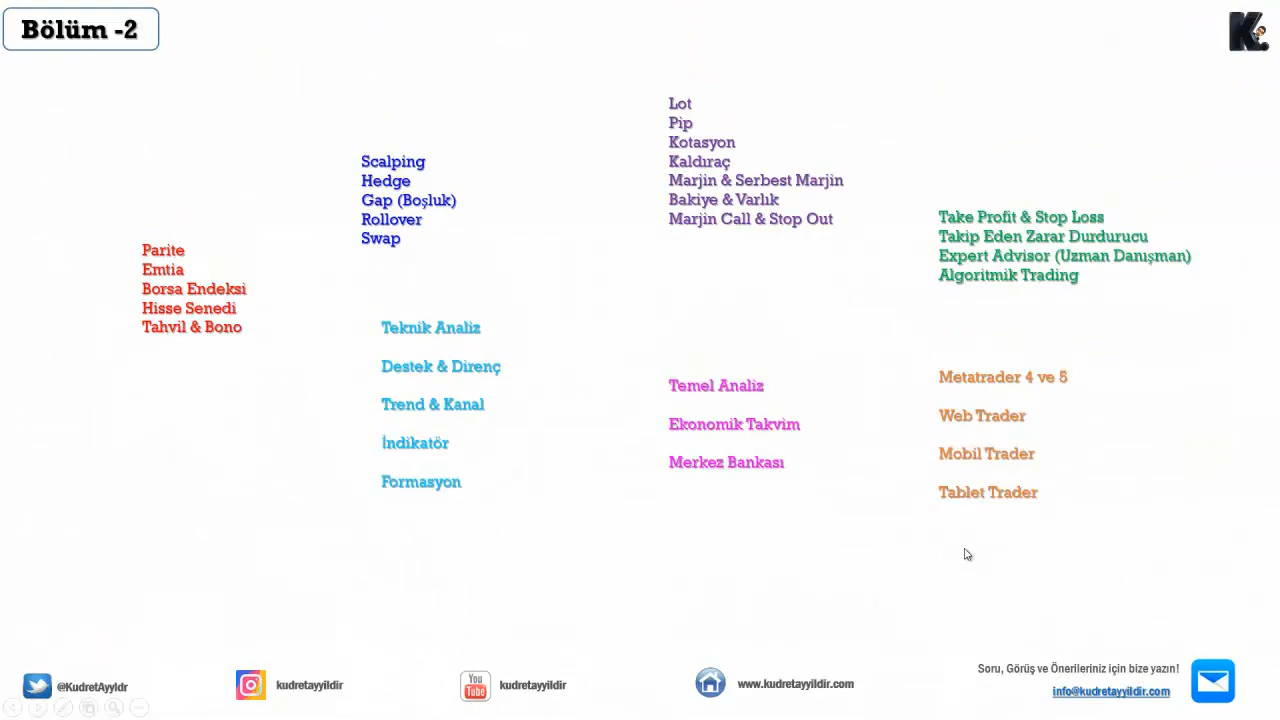 Bölüm -2
K.
Parite
Emtia
Borsa Endeksi
Hisse Senedi
Tahvil & Bono
Scalping
Hedge
Gap (Boşluk)
Rollover
Swap
Teknik Analiz
Destek & Direnç
Trend & Kanal
İndikatör
Formasyon
Lot
Pip
Kotasyon
Kaldıraç
Marjin & Serbest Marjin
Bakiye & Varlık
Marjin Call & Stop Out
Temel Analiz
Ekonomik Takvim
Merkez Bankası
Take Profit & Stop Loss
Takip Eden Zarar Durdurucu
Expert Advisor (Uzman Danışman)
Algoritmik Trading
Metatrader 4 ve 5
Web Trader
Mobil Trader
Tablet Trader
@KudretAyyldr
kudretayyildir
You
Tube
kudretayyildir
www.kudretayyildir.com
Soru, Görüş ve Önerileriniz için bize yazın!
info@kudretayyildir.com